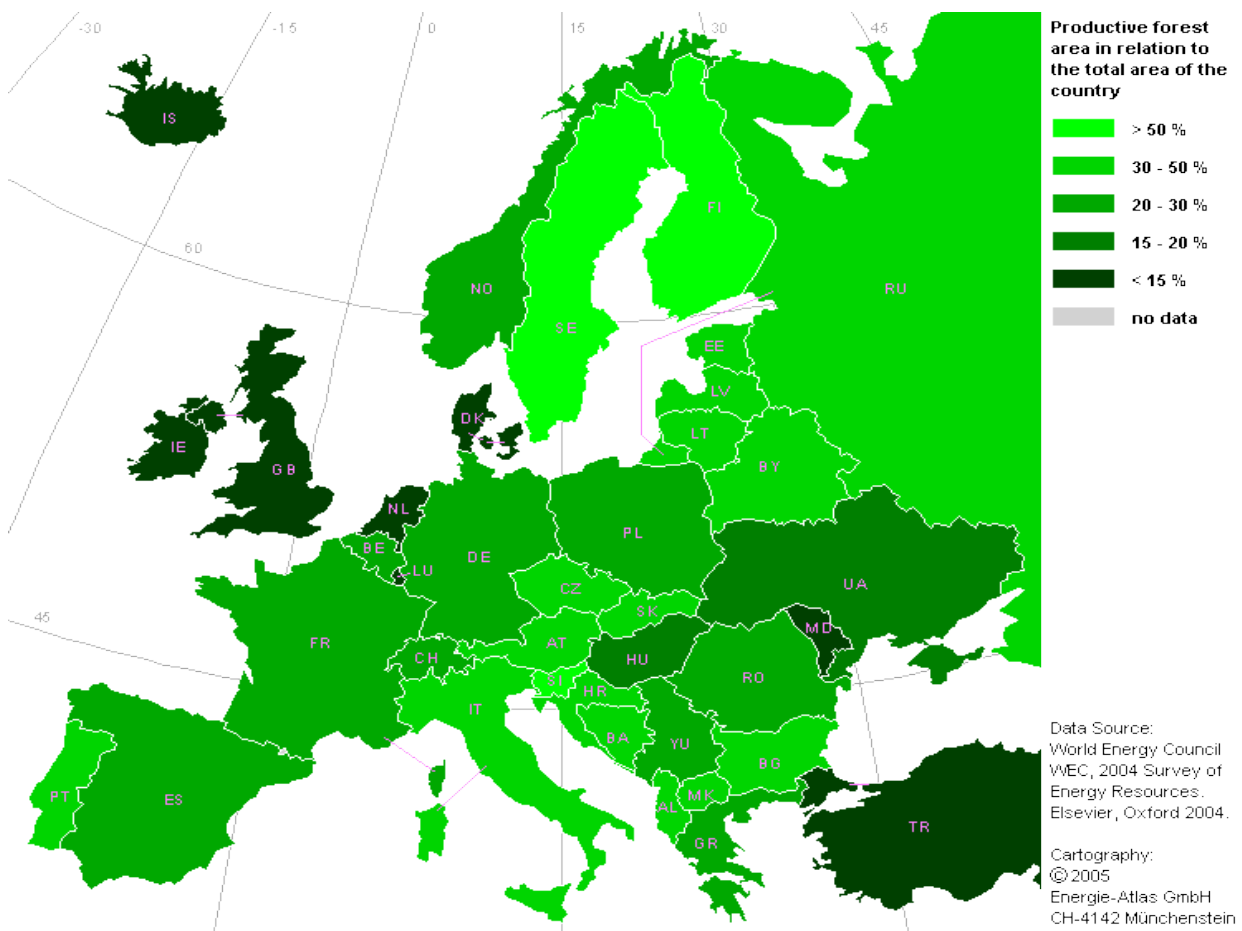 -30
-15
0
15
30
45
60
45
IS
NO
SE
FI
RU
EE
LV
LT
BY
DK
IE
GB
NL
BE
LU
DE
PL
CZ
SK
UA
MD
FR
CH
AT
HU
RO
SI
HR
IT
BA
YU
BG
PT
ES
AL
MK
GR
TR
Productive forest
area in relation to
the total area of the
country
> 50 %
30 - 50 %
20 - 30 %
15 - 20 %
< 15 %
no data
Data Source:
World Energy Council
WEC, 2004 Survey of
Energy Resources.
Elsevier, Oxford 2004.
Cartography:
© 2005
Energie-Atlas GmbH
CH-4142 Münchenstein